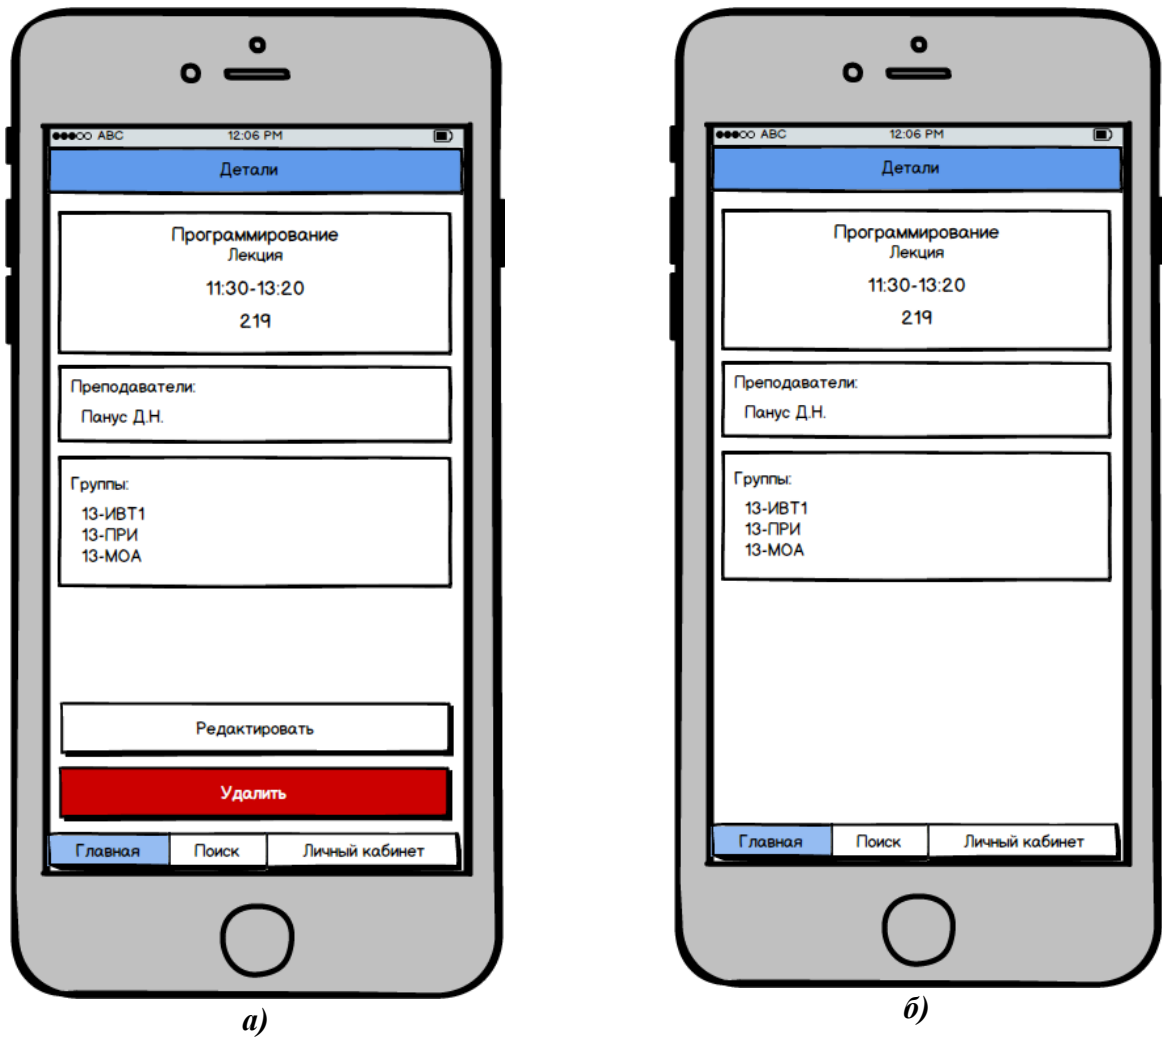 ABC 12:06 PM
Детали
Программирование
Лекция
11:30-13:20
219
Преподаватели:
Панус Д.Н.
Группы:
13-ИВТ1
13-ПРИ
13-МОА
Редактировать
Удалить
Главная Поиск Личный кабинет
а)
ABC 12:06 PM
Детали
Программирование
Лекция
11:30-13:20
219
Преподаватели:
Панус Д.Н.
Группы:
13-ИВТ1
13-ПРИ
13-МОА
Главная Поиск Личный кабинет
б)